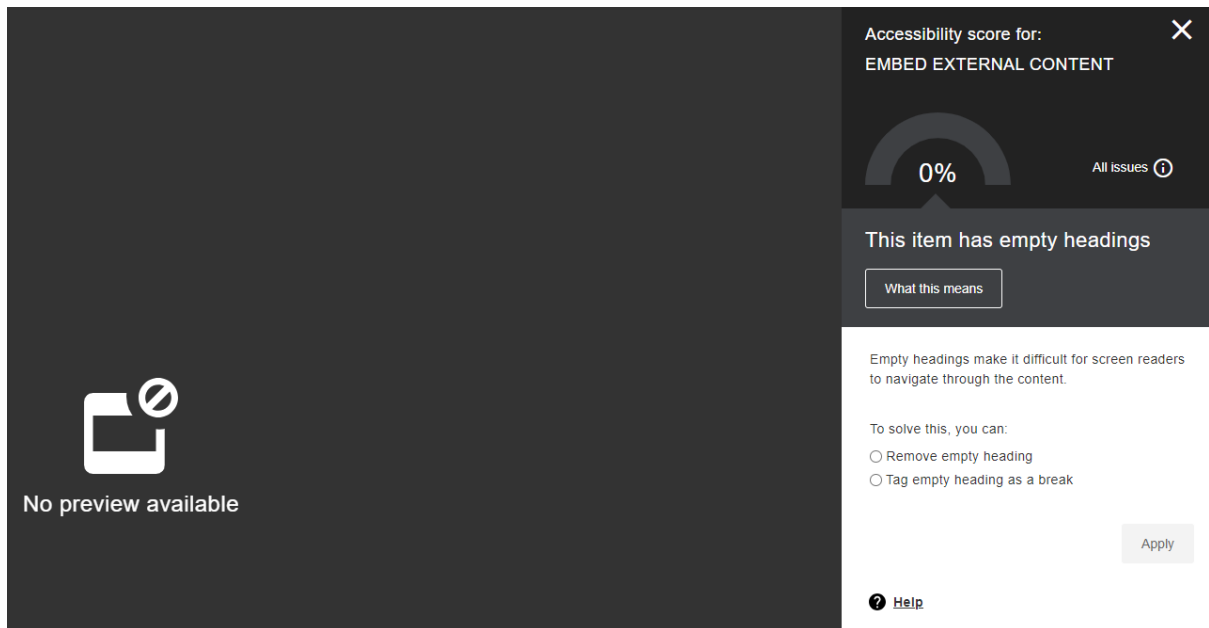 No preview available
Accessibility score for:
EMBED EXTERNAL CONTENT
0%
All issues
This item has empty headings
What this means
Empty headings make it difficult for screen readers
to navigate through the content.
To solve this, you can:
Remove empty heading
Tag empty heading as a break
Apply
Help